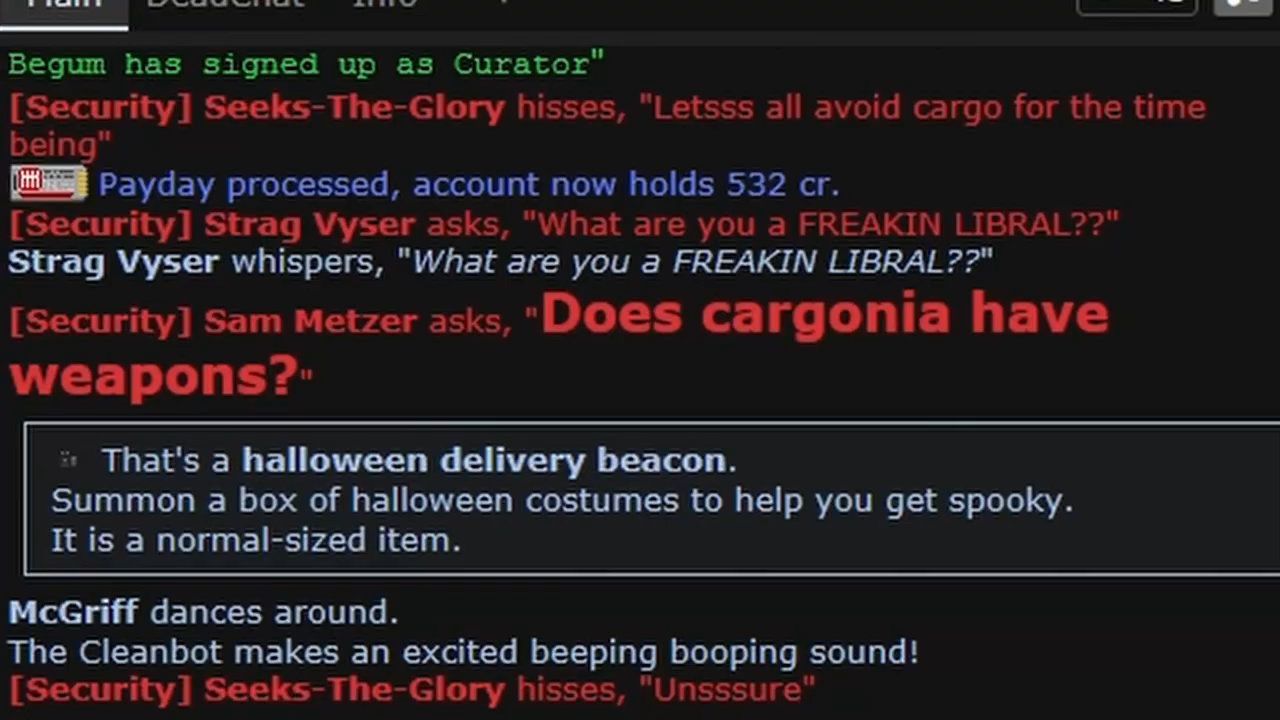 Main DeadChat Info
Begum has signed up as Curator"
[Security] Seeks-The-Glory hisses, "Letsss all avoid cargo for the time
being"
Payday processed, account now holds 532 cr.
[Security] Strag Vyser asks, "What are you a FREAKIN LIBRAL??"
Strag Vyser whispers, "What are you a FREAKIN LIBRAL??"
[Security] Sam Metzer asks, "Does cargonia have
weapons?"
That's a halloween delivery beacon.
Summon a box of halloween costumes to help you get spooky.
It is a normal-sized item.
McGriff dances around.
The Cleanbot makes an excited beeping booping sound!
[Security] Seeks-The-Glory hisses, "Unsssure"